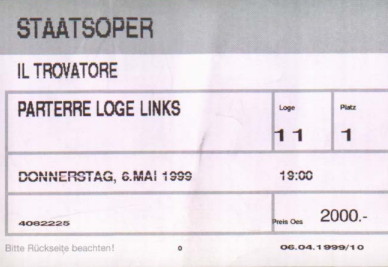 STAATSOPER
IL TROVATORE
PARTERRE LOGE LINKS
Loge Platz
11 1
DONNERSTAG, 6.MAI 1999 19:00
4082225 Preis Oes 2000.-
Bitte Rückseite beachten! 0 06.04.1999/10